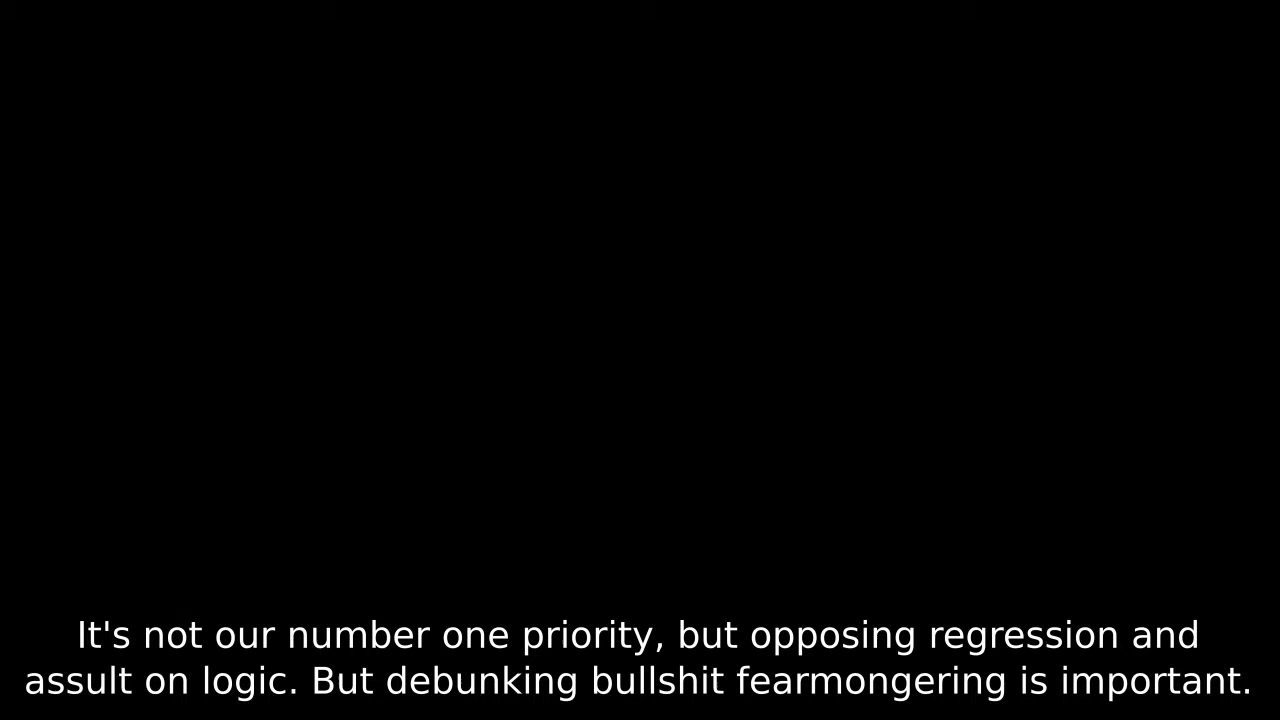 It's not our number one priority, but opposing regression and
assult on logic. But debunking bullshit fearmongering is important.